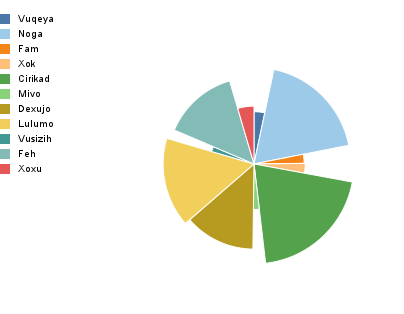 Vuqeya
Noga
Fam
Xok
Cirikad
Mivo
Dexujo
Lulumo
Vusizih
Feh
Xoxu